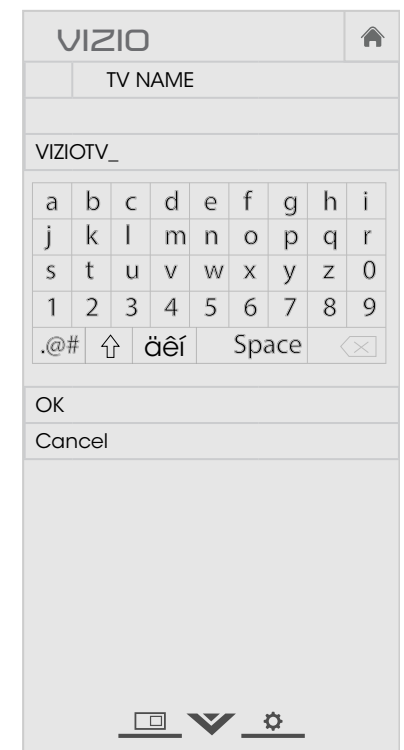 VIZIO
TV NAME
VIZIOTV_
a b c d e f g h i
j k l m n o p q r
s t u v w x y z 0
1 2 3 4 5 6 7 8 9
.@# äêí Space
OK
Cancel